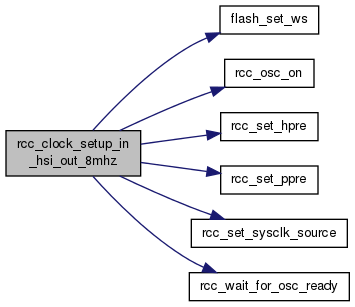 flash_set_ws
rcc_osc_on
rcc_set_hpre
rcc_clock_setup_in
_hsi_out_8mhz
rcc_set_ppre
rcc_set_sysclk_source
rcc_wait_for_osc_ready